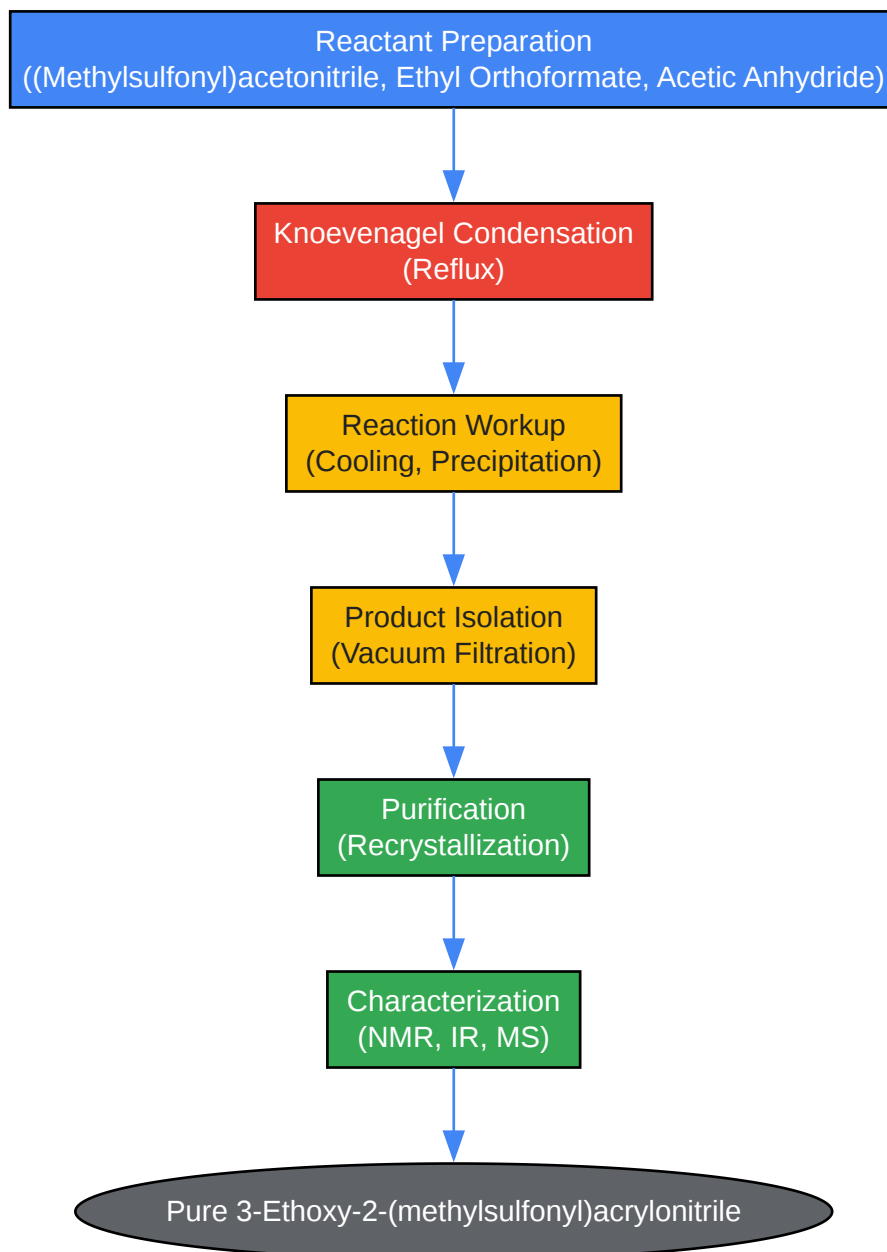 Reactant Preparation
((Methylsulfonyl)acetonitrile, Ethyl Orthoformate, Acetic Anhydride)
Knoevenagel Condensation
(Reflux)
Reaction Workup
(Cooling, Precipitation)
Product Isolation
(Vacuum Filtration)
Purification
(Recrystallization)
Characterization
(NMR, IR, MS)
Pure 3-Ethoxy-2-(methylsulfonyl)acrylonitrile